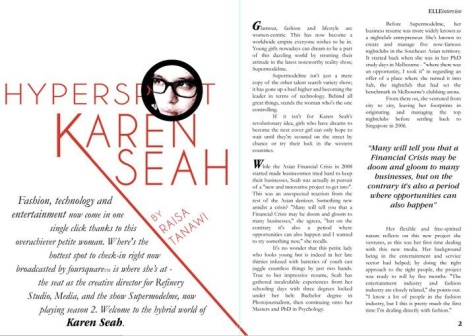 HYPERSPOT
KAREN
SEAH
BY
RAISA
TANAWI
Fashion, technology and
entertainment now come in one
single click thanks to this
overachiever petite woman. Where's the
hottest spot to check-in right now
broadcasted by foursquare is where she's at -
the seat as the creative director for Refinery
Studio, Media, and the show Supermodelme, now
playing season 2. Welcome to the hybrid world of
Karen Seah.
Glamour, fashion and lifestyle are
women-centric. This has now become a
worldwide empire everyone wishes to be in.
Young girls nowadays can dream to be a part
of this dazzling world by strutting their
attitude in the latest noteworthy reality show,
Supermodelme.
Supermodelme isn't just a mere
copy of the other talent search variety show,
it has gone up a heel higher and becoming the
leader in terms of technology. Behind all
great things, stands the woman who's the one
controlling.
If it isn't for Karen Seah's
revolutionary idea, girls who have dreams to
become the next cover girl can only hope to
wait until they're scouted on the street by
chance or try their luck in the western
countries.
While the Asian Financial Crisis in 2006
started made businessmen tried hard to keep
their businesses, Seah was actually in pursuit
of a "new and innovative project to get into".
This was an unexpected reaction from the
rest of the Asian denizen. Something new
amidst a crisis? "Many will tell you that a
Financial Crisis may be doom and gloom to
many businesses," she agrees, "but on the
contrary it's also a period where
opportunities can also happen and I wanted
to try something new," she recalls.
It's no wonder that this petite lady
who looks young but is indeed in her late
thirties infused with batteries of youth can
juggle countless things by just two hands.
True to her impressive resume, Seah has
gathered incalculable experiences from her
schooling days with three degrees locked
under her belt: Bachelor degree in
Photojournalism, then continuing onto her
Masters and PhD in Psychology.
ELLEinterview
Before Supermodelme, her
business resume was more widely known as
a nightclub entrepreneur. She's known to
create and manage five now-famous
nightclubs in the Southeast Asian territory.
It started back when she was in her PhD
study days in Melbourne - "where there was
an opportunity, I took it" in regarding an
offer of a place where she ruined it into
Salt, the nightclub that had set the
benchmark in Melbourne's clubbing arena.
From there on, she ventured from
city to city, leaving her footprints in
originating and managing the top
nightclubs before settling back to
Singapore in 2006.
"Many will tell you that a
Financial Crisis may be
doom and gloom to many
businesses, but on the
contrary it's also a period
where opportunities can
also happen"
Her flexible and free-spirited
nature reflects on this new project she
ventures, as this was her first time dealing
with this new media. Her background
being in the entertainment and service
sector had helped; by doing the right
approach to the right people, the project
was ready to roll by five months. "The
entertainment industry and fashion
industry are closely related," she points out.
"I know a lot of people in the fashion
industry, but I this is pretty much the first
time I'm dealing directly with fashion."
2